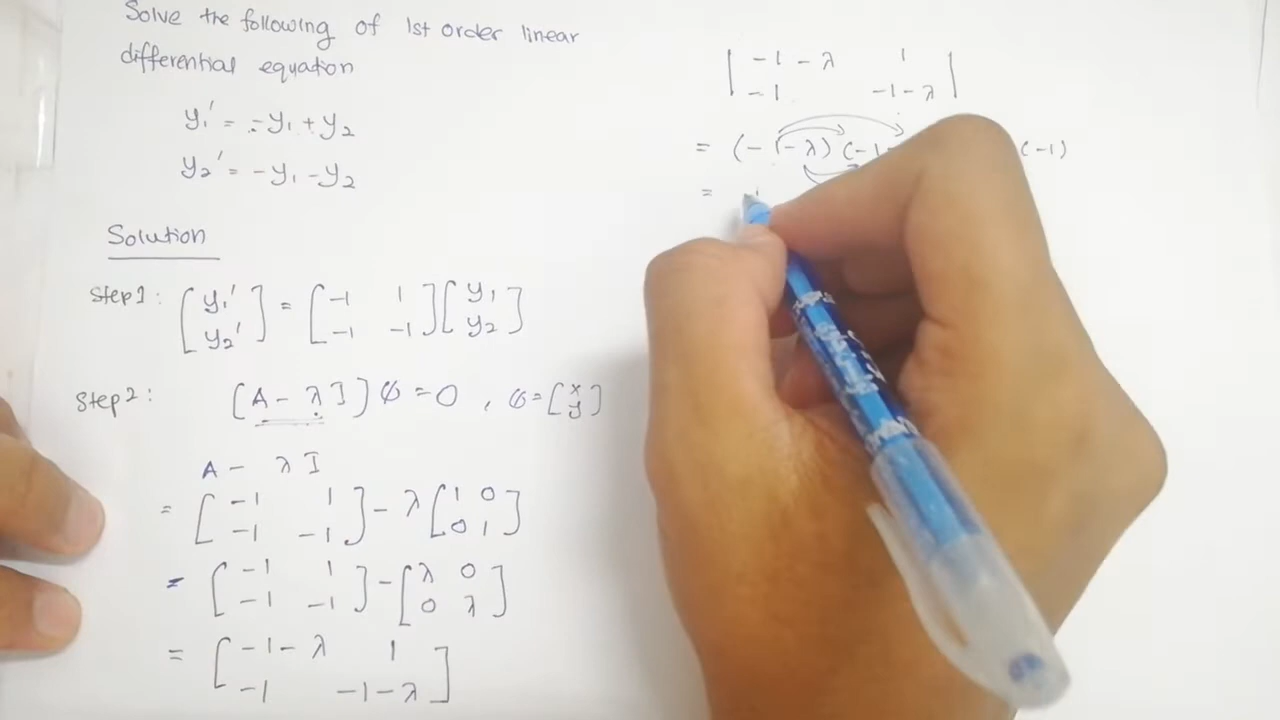 Solve the following of 1st order linear
differential equation
y₁' = -y₁ + y₂
y₂' = -y₁ - y₂
Solution
Step 1 : [y₁' y₂'] = [-1 1 -1 -1] [y₁ y₂]
Step 2 : [A - λI] = 0 , = [x y]
A - λI
= [-1 1 -1 -1] - λ [1 0 0 1]
= [-1 1 -1 -1] - [λ 0 0 λ]
= [-1-λ 1 -1 -1-λ]
| -1-λ 1 |
| -1 -1-λ |
= (-1-λ)(-1 (-1)
=